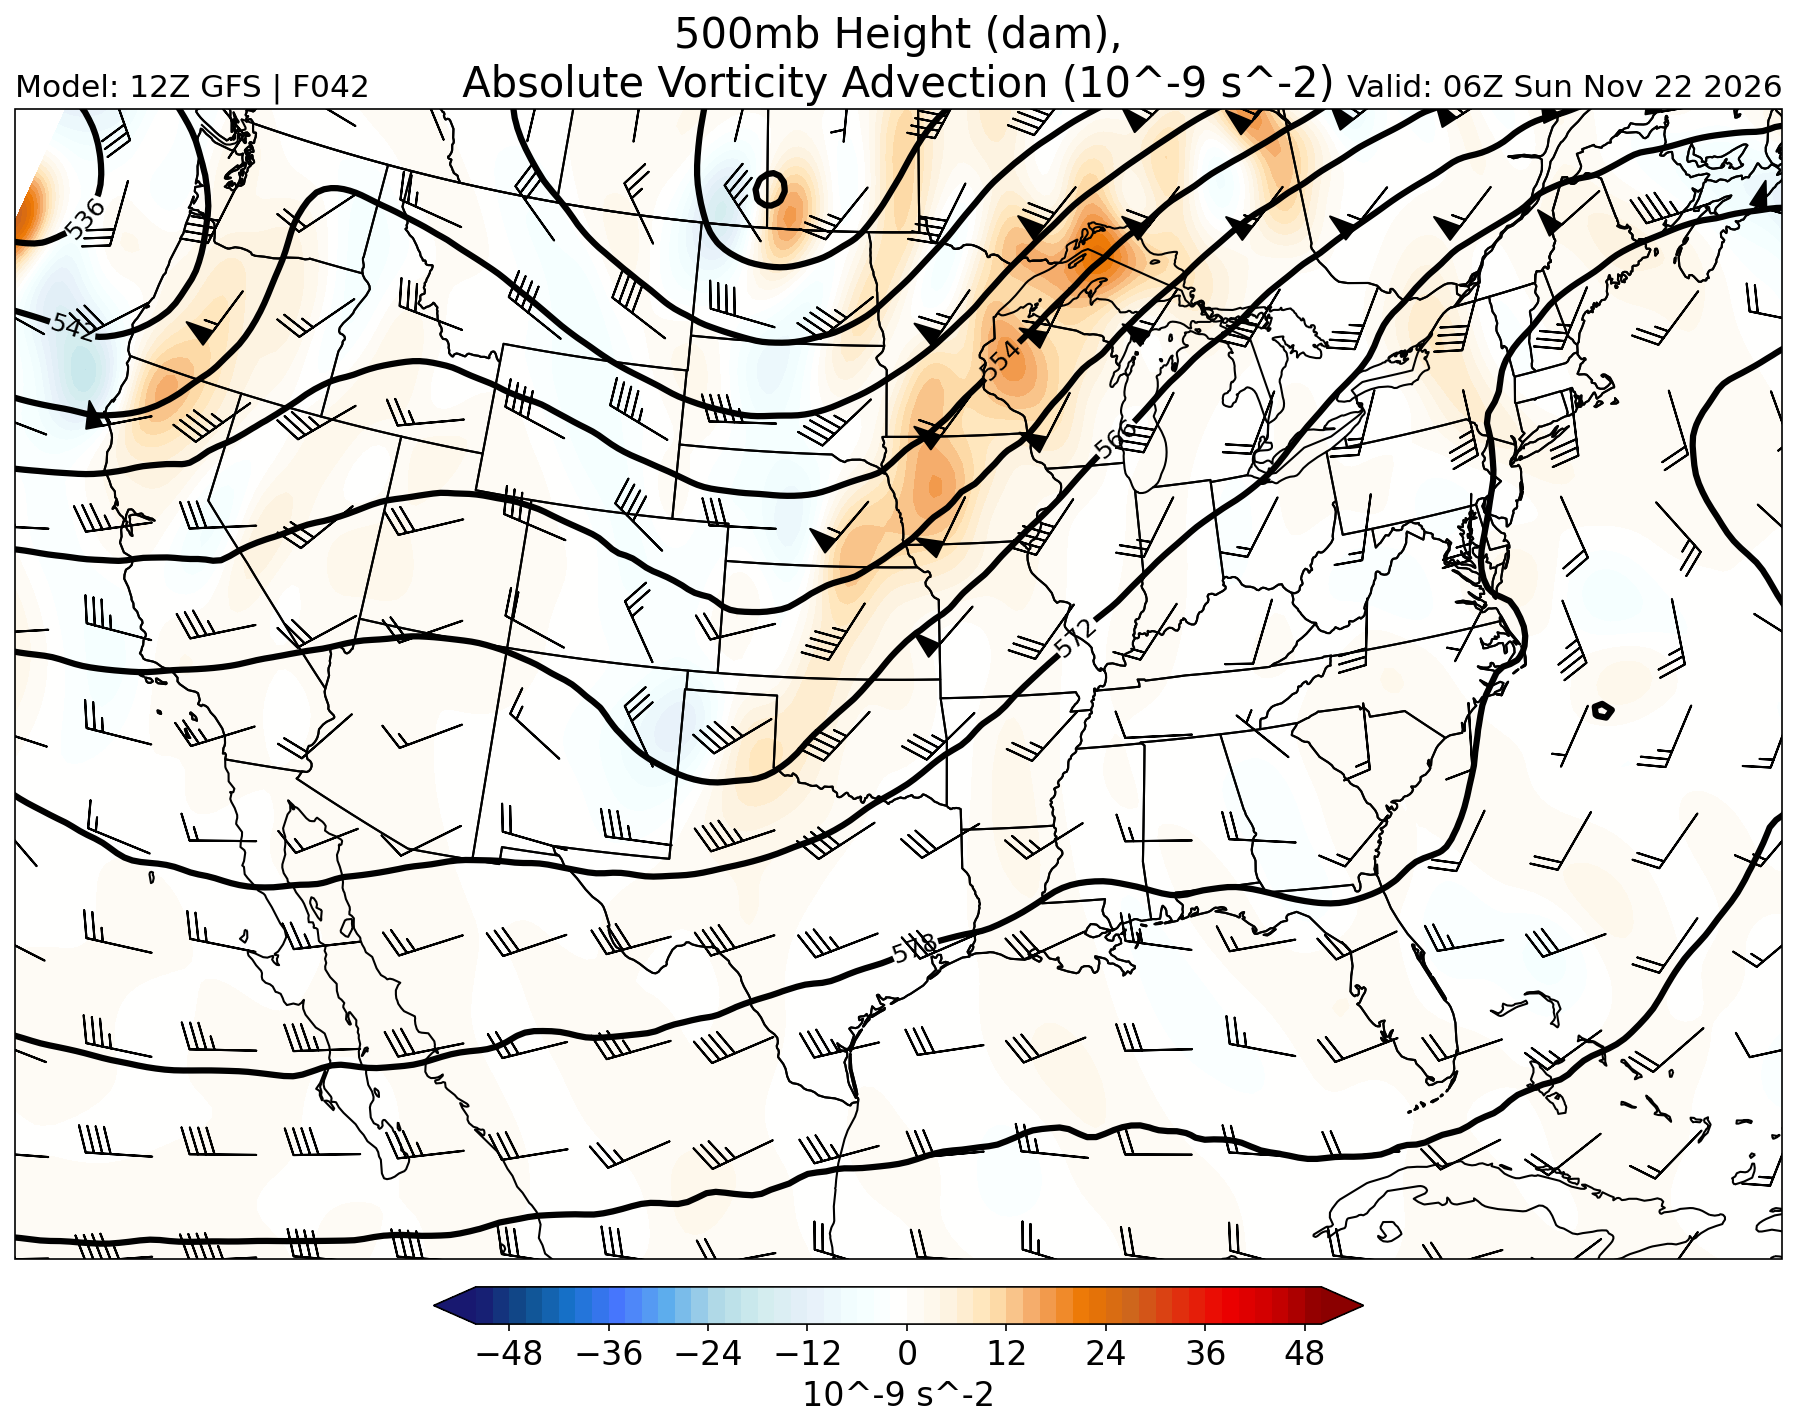 500mb Height (dam),
Model: 12Z GFS | F042
Absolute Vorticity Advection (10^-9 s^-2)
Valid: 06Z Sun Nov 22 2026
536
542
554
566
572
578
−48 −36 −24 −12 0 12 24 36 48
10^-9 s^-2